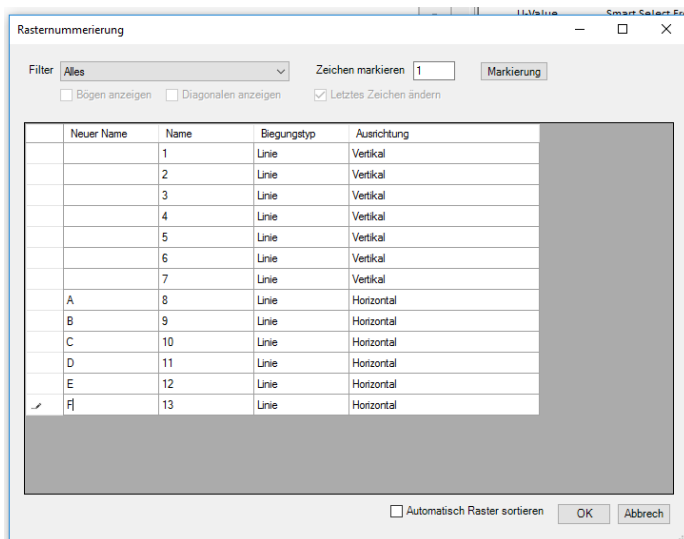 U-Value Smart Select Fr
Rasternummerierung
Filter Alles Zeichen markieren 1 Markierung
Bögen anzeigen Diagonalen anzeigen Letztes Zeichen ändern
Neuer Name Name Biegungstyp Ausrichtung
1 Linie Vertikal
2 Linie Vertikal
3 Linie Vertikal
4 Linie Vertikal
5 Linie Vertikal
6 Linie Vertikal
7 Linie Vertikal
A 8 Linie Horizontal
B 9 Linie Horizontal
C 10 Linie Horizontal
D 11 Linie Horizontal
E 12 Linie Horizontal
F 13 Linie Horizontal
Automatisch Raster sortieren OK Abbrech